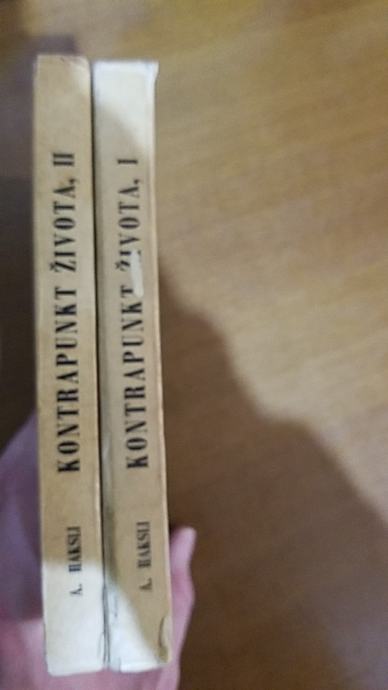 A. HAKSLI KONTRAPUNKT ŽIVOTA, II
A. HAKSLI KONTRAPUNKT ŽIVOTA, I